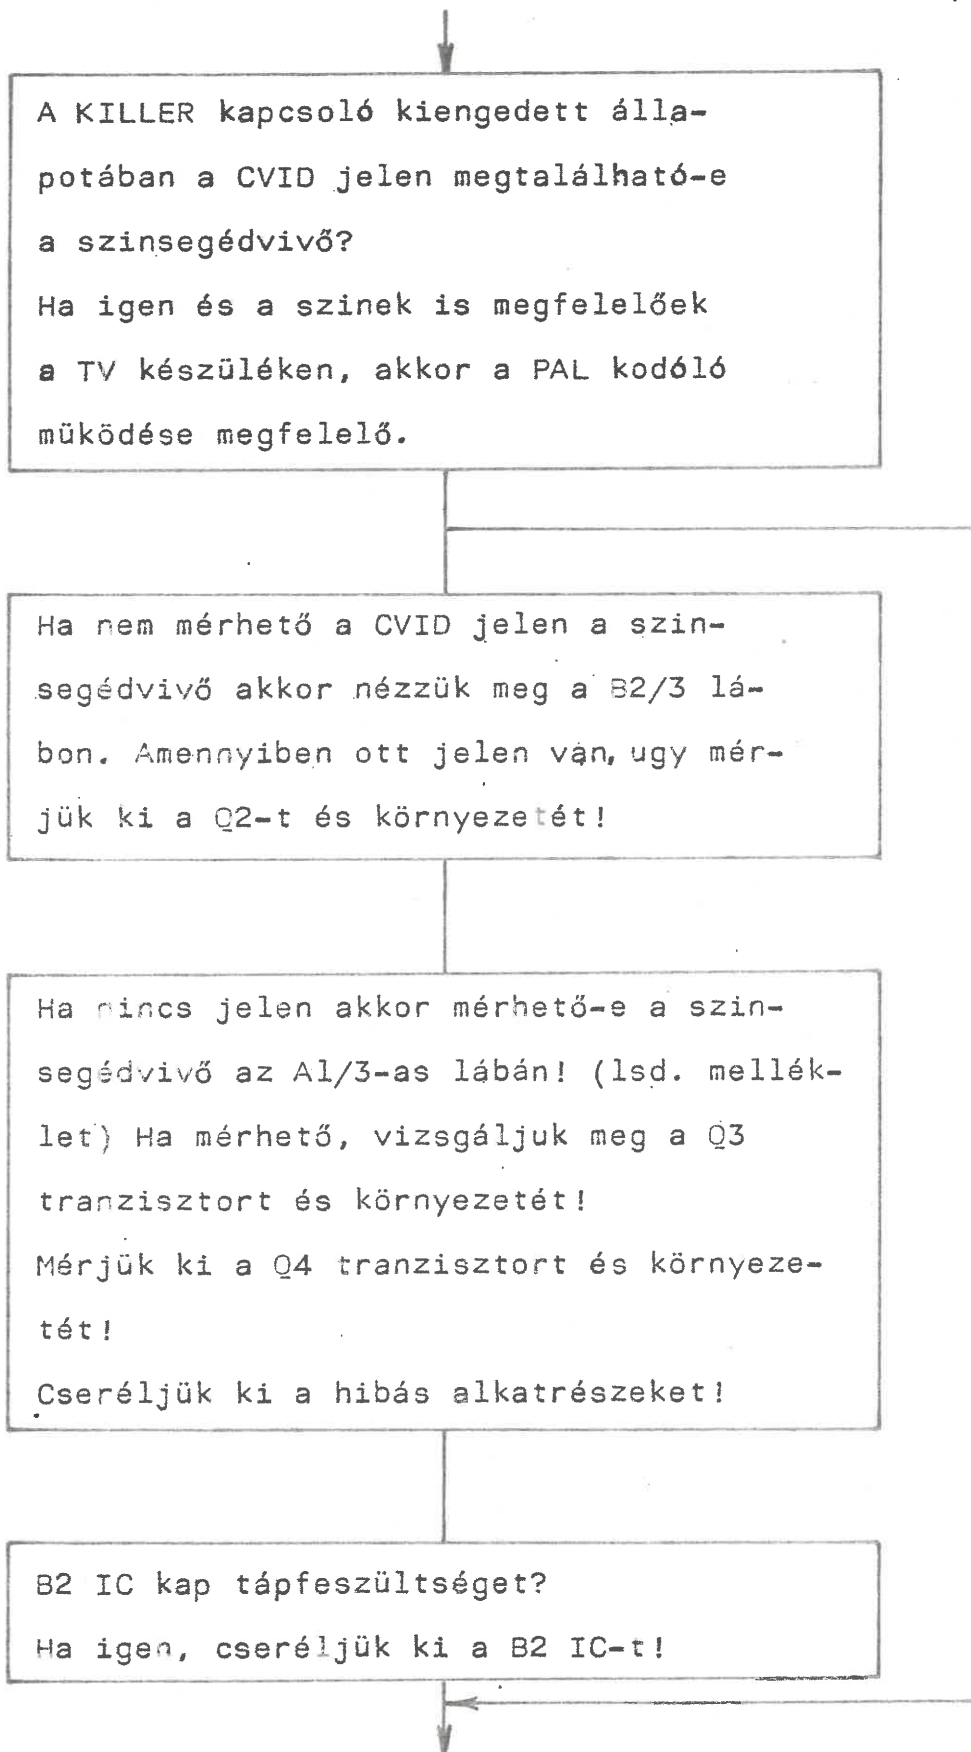 A KILLER kapcsoló kiengedett álla-
potában a CVID jelen megtalálható-e
a szinsegédvivő?
Ha igen és a szinek is megfelelőek
a TV készüléken, akkor a PAL kodóló
müködése megfelelő.
Ha nem mérhető a CVID jelen a szin-
segédvivő akkor nézzük meg a B2/3 lá-
bon. Amennyiben ott jelen van, ugy mér-
jük ki a Q2-t és környezetét!
Ha nincs jelen akkor mérhető-e a szin-
segédvivő az A1/3-as lábán! (lsd. mellék-
let) Ha mérhető, vizsgáljuk meg a Q3
tranzisztort és környezetét!
Mérjük ki a Q4 tranzisztort és környeze-
tét!
Cseréljük ki a hibás alkatrészeket!
B2 IC kap tápfeszültséget?
Ha igen, cseréljük ki a B2 IC-t!